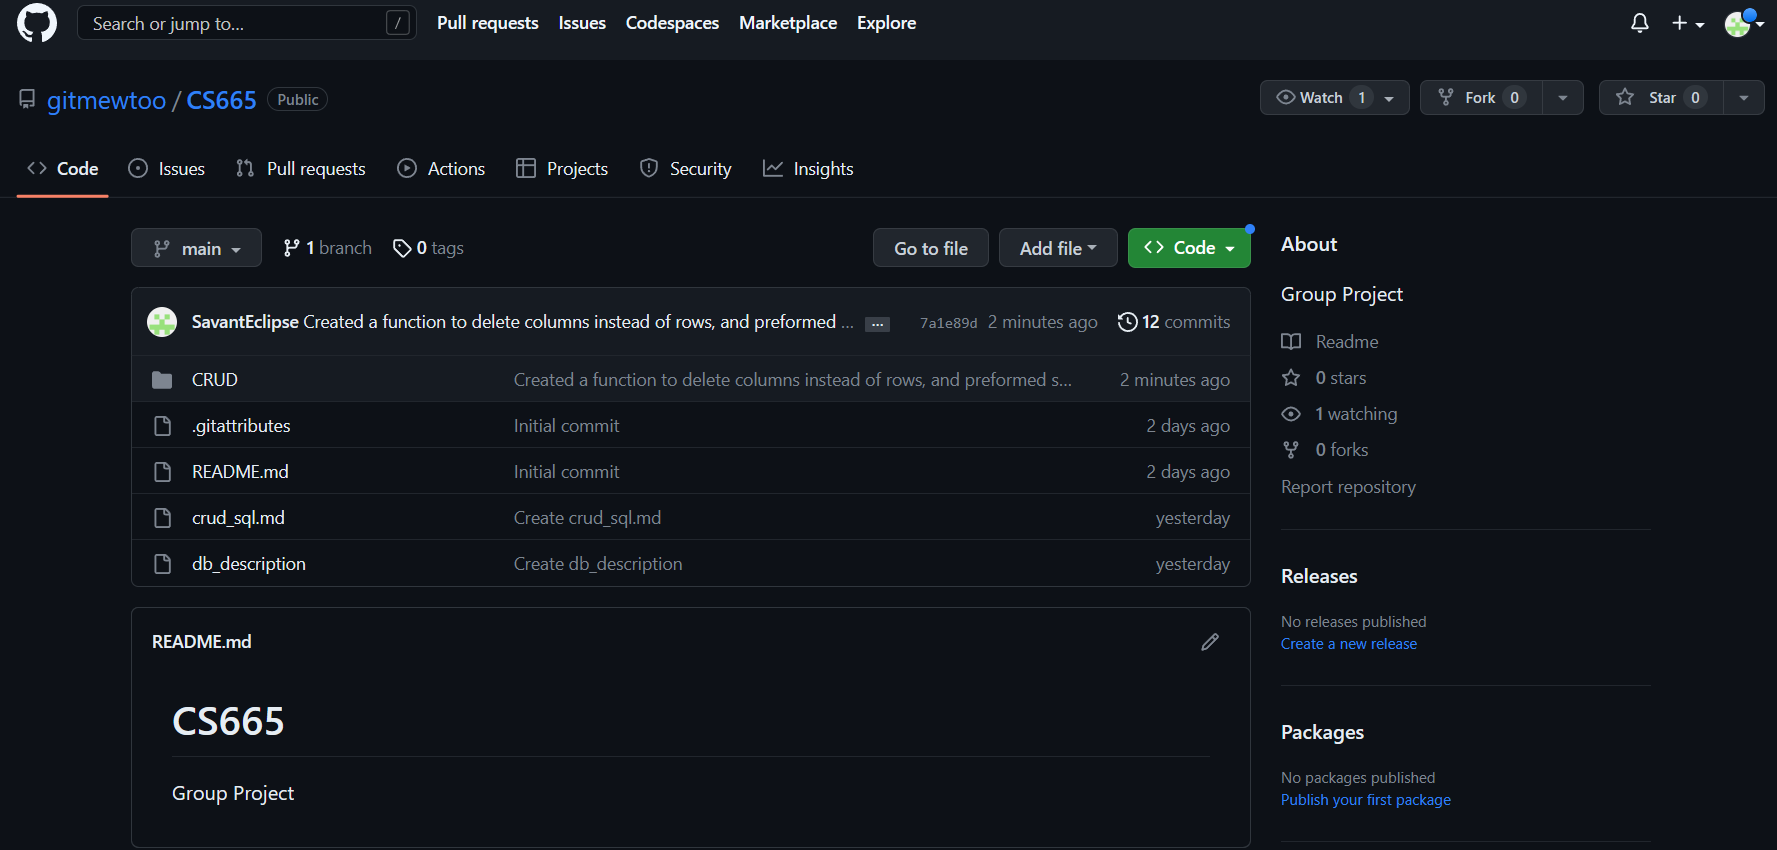 Search or jump to... /
Pull requests Issues Codespaces Marketplace Explore
gitmewtoo / CS665 Public
Watch 1 Fork 0 Star 0
Code Issues Pull requests Actions Projects Security Insights
main 1 branch 0 tags Go to file Add file Code
SavantEclipse Created a function to delete columns instead of rows, and preformed ... ... 7a1e89d 2 minutes ago 12 commits
CRUD Created a function to delete columns instead of rows, and preformed s... 2 minutes ago
.gitattributes Initial commit 2 days ago
README.md Initial commit 2 days ago
crud_sql.md Create crud_sql.md yesterday
db_description Create db_description yesterday
README.md
CS665
Group Project
About
Group Project
Readme
0 stars
1 watching
0 forks
Report repository
Releases
No releases published
Create a new release
Packages
No packages published
Publish your first package